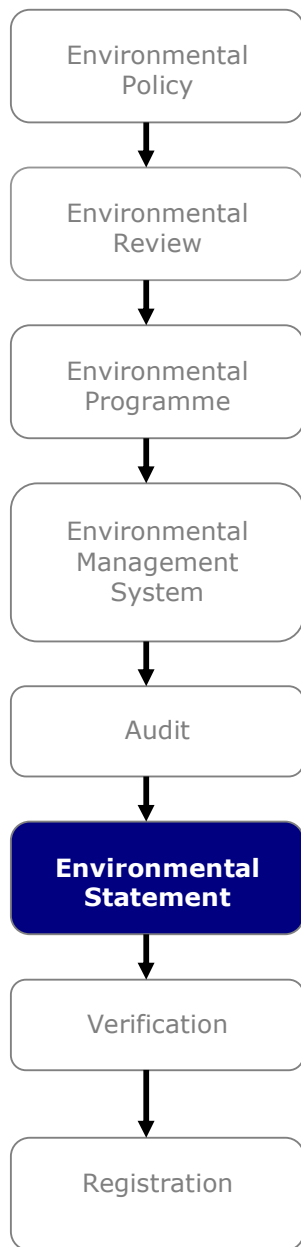 Environmental
Policy
Environmental
Review
Environmental
Programme
Environmental
Management
System
Audit
Environmental
Statement
Verification
Registration